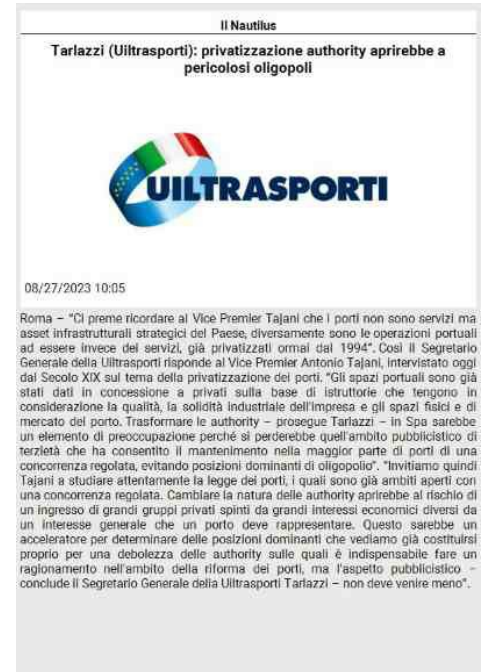 Il Nautilus
Tarlazzi (Uiltrasporti): privatizzazione authority aprirebbe a
pericolosi oligopoli
UILTRASPORTI
08/27/2023 10:05
Roma – "Ci preme ricordare al Vice Premier Tajani che i porti non sono servizi ma
asset infrastrutturali strategici del Paese, diversamente sono le operazioni portuali
ad essere invece dei servizi, già privatizzati ormai dal 1994". Così il Segretario
Generale della Uiltrasporti risponde al Vice Premier Antonio Tajani, intervistato oggi
dal Secolo XIX sul tema della privatizzazione dei porti. "Gli spazi portuali sono già
stati dati in concessione a privati sulla base di istruttorie che tengono in
considerazione la qualità, la solidità industriale dell'impresa e gli spazi fisici e di
mercato del porto. Trasformare le authority – prosegue Tarlazzi – in Spa sarebbe
un elemento di preoccupazione perché si perderebbe quell'ambito pubblicistico di
terzietà che ha consentito il mantenimento nella maggior parte di porti di una
concorrenza regolata, evitando posizioni dominanti di oligopolio". "Invitiamo quindi
Tajani a studiare attentamente la legge dei porti, i quali sono già ambiti aperti con
una concorrenza regolata. Cambiare la natura delle authority aprirebbe al rischio di
un ingresso di grandi gruppi privati spinti da grandi interessi economici diversi da
un interesse generale che un porto deve rappresentare. Questo sarebbe un
acceleratore per determinare delle posizioni dominanti che vediamo già costituirsi
proprio per una debolezza delle authority sulle quali è indispensabile fare un
ragionamento nell'ambito della riforma dei porti, ma l'aspetto pubblicistico –
conclude il Segretario Generale della Uiltrasporti Tarlazzi – non deve venire meno".